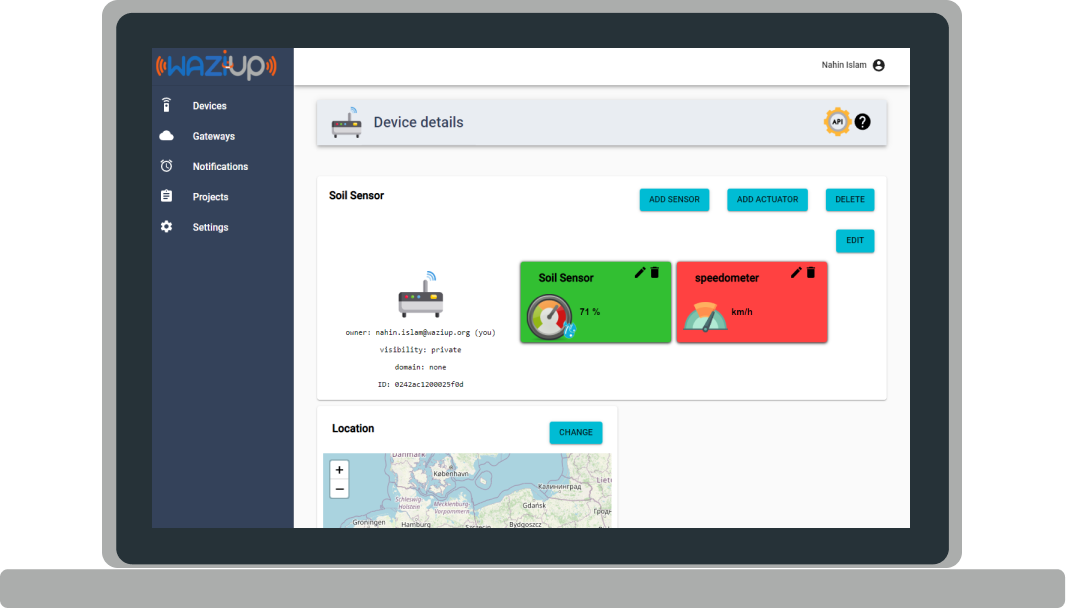 WAZIUP
Nahin Islam
Devices
Gateways
Notifications
Projects
Settings
Device details
API
?
Soil Sensor
ADD SENSOR
ADD ACTUATOR
DELETE
EDIT
Soil Sensor
71 %
speedometer
km/h
owner: nahin.islam@waziup.org (you)
visibility: private
domain: none
ID: 0242ac1200025f0d
Location
CHANGE
+
−
Danmark
København
Калининград
Schleswig-
Holstein
Mecklenburg-
Vorpommern
Gdańsk
Groningen
Hamburg
Szczecin
Bydgoszcz